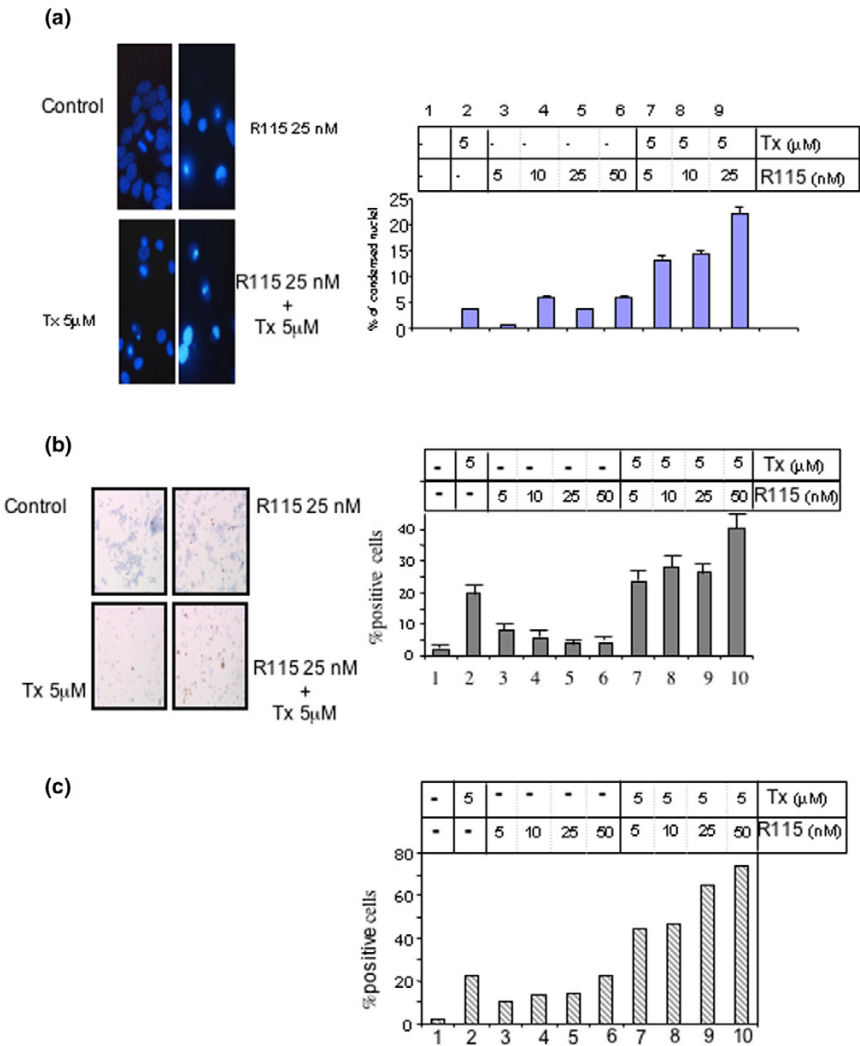 (a)
Control
R115 25 nM
Tx 5μM
R115 25 nM
+
Tx 5μM
1 2 3 4 5 6 7 8 9
- 5 - - - - 5 5 5 Tx (μM)
- - 5 10 25 50 5 10 25 R115 (nM)
% of condensed nuclei
25
20
15
10
5
0
(b)
Control
R115 25 nM
Tx 5μM
R115 25 nM
+
Tx 5μM
- 5 - - - - 5 5 5 5 Tx (μM)
- - 5 10 25 50 5 10 25 50 R115 (nM)
%positive cells
40
30
20
10
0
1 2 3 4 5 6 7 8 9 10
(c)
- 5 - - - - 5 5 5 5 Tx (μM)
- - 5 10 25 50 5 10 25 50 R115 (nM)
%positive cells
80
60
40
20
0
1 2 3 4 5 6 7 8 9 10